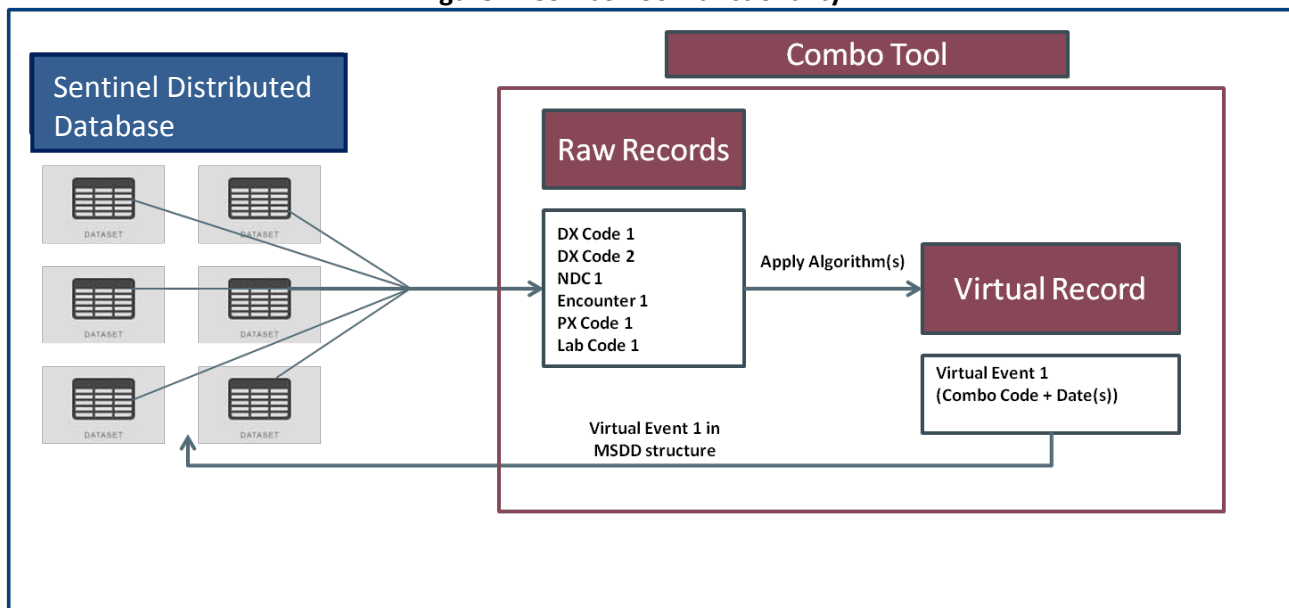 Combo Tool
Sentinel Distributed
Database
Raw Records
DATASET
DATASET
DX Code 1
DX Code 2
NDC 1
Encounter 1
PX Code 1
Lab Code 1
Apply Algorithm(s)
Virtual Record
DATASET
DATASET
Virtual Event 1
(Combo Code + Date(s))
DATASET
DATASET
Virtual Event 1 in
MSDD structure